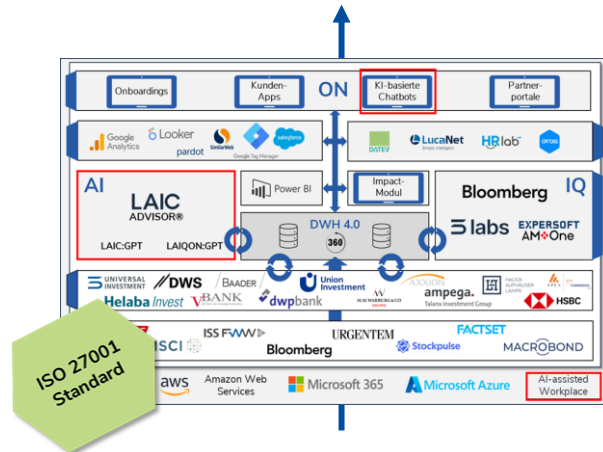 Onboardings
Kunden-
Apps
ON
KI-basierte
Chatbots
Partner-
portale
Google
Analytics
Looker
pardot
SimilarWeb
Google Tag Manager
salesforce
DATEV
LucaNet
Simply Intelligent
HRlab
AI
LAIC
ADVISOR®
LAIC:GPT
LAIQON:GPT
Power BI
Impact-
Modul
DWH 4.0
360
IQ
Bloomberg
labs
EXPERSOFT
AM One
UNIVERSAL
INVESTMENT
DWS
BAADER
Union
Investment
AXXION
HAUCK
AUFHÄUSER
LAMPE
APEX
Helaba Invest
VBANK
dwpbank
M.M.WARBURG & CO
ampega.
Talanx Investment Group
HSBC
ISO 27001
Standard
ISS
URGENTEM
FACTSET
Bloomberg
Stockpulse
MACROBOND
aws
Amazon Web
Services
Microsoft 365
Microsoft Azure
AI-assisted
Workplace